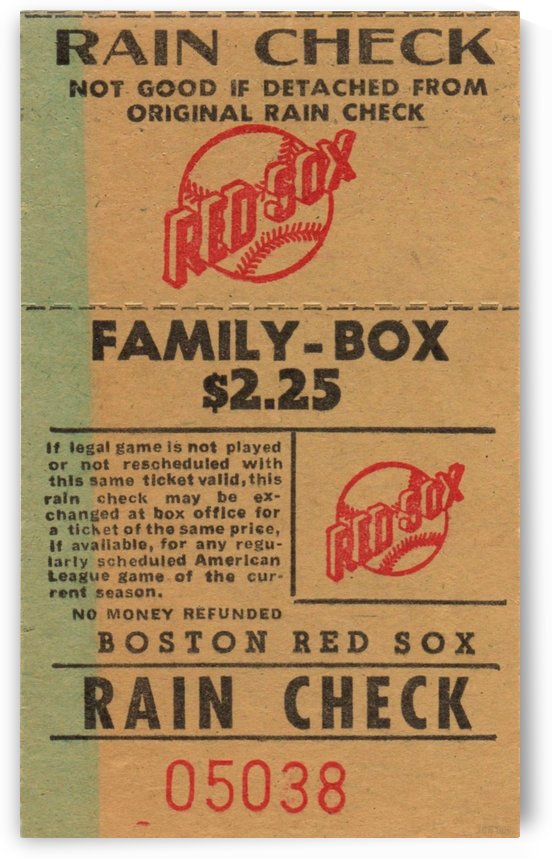 RAIN CHECK
NOT GOOD IF DETACHED FROM
ORIGINAL RAIN CHECK
RED SOX
FAMILY-BOX
$2.25
If legal game is not played
or not rescheduled with
this same ticket valid, this
rain check may be ex-
changed at box office for
a ticket of the same price,
if available, for any regu-
larly scheduled American
League game of the cur-
rent season.
RED SOX
NO MONEY REFUNDED
BOSTON RED SOX
RAIN CHECK
05038